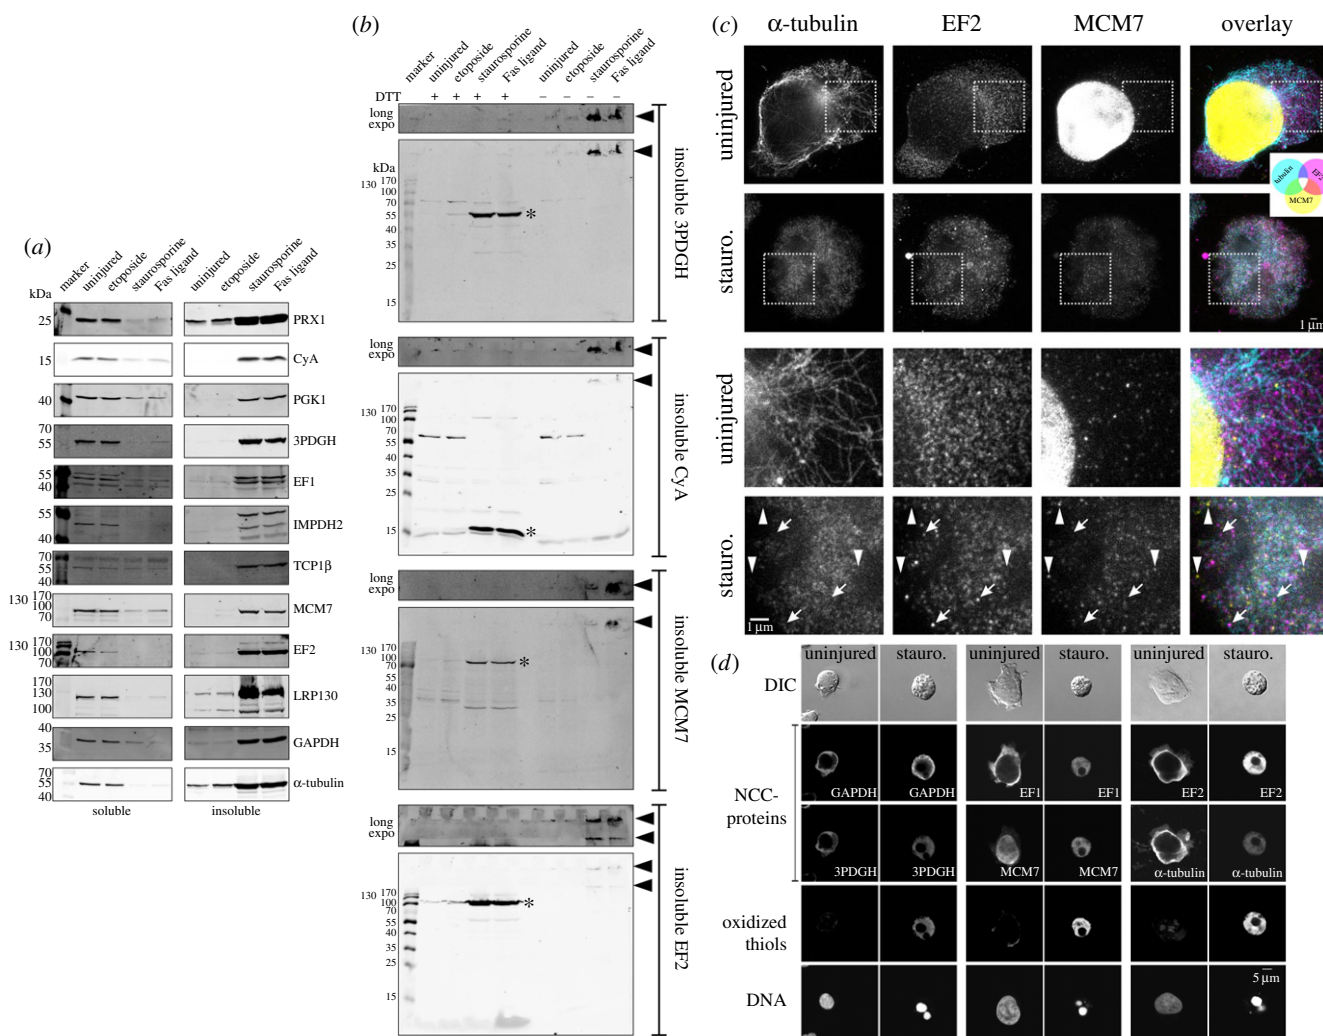 (a)
marker
uninjured
etoposide
staurosporine
Fas ligand
uninjured
etoposide
staurosporine
Fas ligand
kDa
25
PRX1
15
CyA
40
PGK1
70
55
3PDGH
55
40
EF1
55
40
IMPDH2
70
55
40
TCP1β
130 170
100
70
MCM7
130 170
100
70
EF2
170
130
100
LRP130
40
35
GAPDH
70
55
40
α-tubulin
soluble
insoluble
(b)
marker
uninjured
etoposide
staurosporine
Fas ligand
uninjured
etoposide
staurosporine
Fas ligand
DTT + + + + – – – –
long
expo
kDa
130 170
100
70
55
40
35
25
15
*
insoluble 3PDGH
long
expo
130 170
100
70
55
40
35
25
15
*
insoluble CyA
long
expo
130 170
100
70
55
40
35
25
15
*
insoluble MCM7
long
expo
130 170
100
70
55
40
35
25
15
*
insoluble EF2
(c)
α-tubulin EF2 MCM7 overlay
uninjured
tubulin
EF2
MCM7
stauro.
1 μm
uninjured
stauro.
1 μm
(d)
uninjured stauro. uninjured stauro. uninjured stauro.
DIC
NCC-
proteins
GAPDH GAPDH EF1 EF1 EF2 EF2
3PDGH 3PDGH MCM7 MCM7 α-tubulin α-tubulin
oxidized
thiols
DNA
5
μm